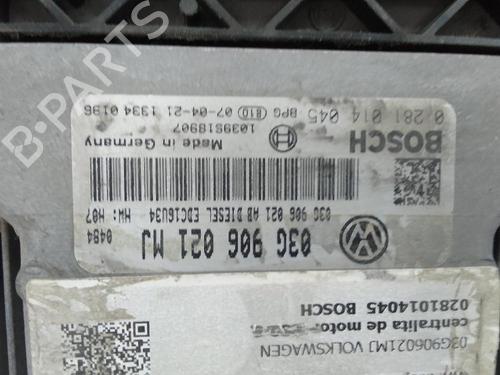 0 281 014 045 BPG 810 07-04-21 1334 0196
BOSCH
1039S18907
Made in Germany
03G 906 021 AB DIESEL EDC16U34 HW: H07
03G 906 021 MJ
0484
0281014045 BOSCH
centralita de motor
03G906021MJ VOLKSWAGEN
B-PARTS